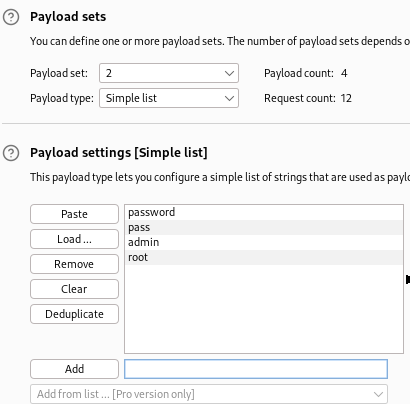 Payload sets
You can define one or more payload sets. The number of payload sets depends o
Payload set: 2 Payload count: 4
Payload type: Simple list Request count: 12
Payload settings [Simple list]
This payload type lets you configure a simple list of strings that are used as paylo
Paste
Load ...
Remove
Clear
Deduplicate
password
pass
admin
root
Add
Add from list ... [Pro version only]